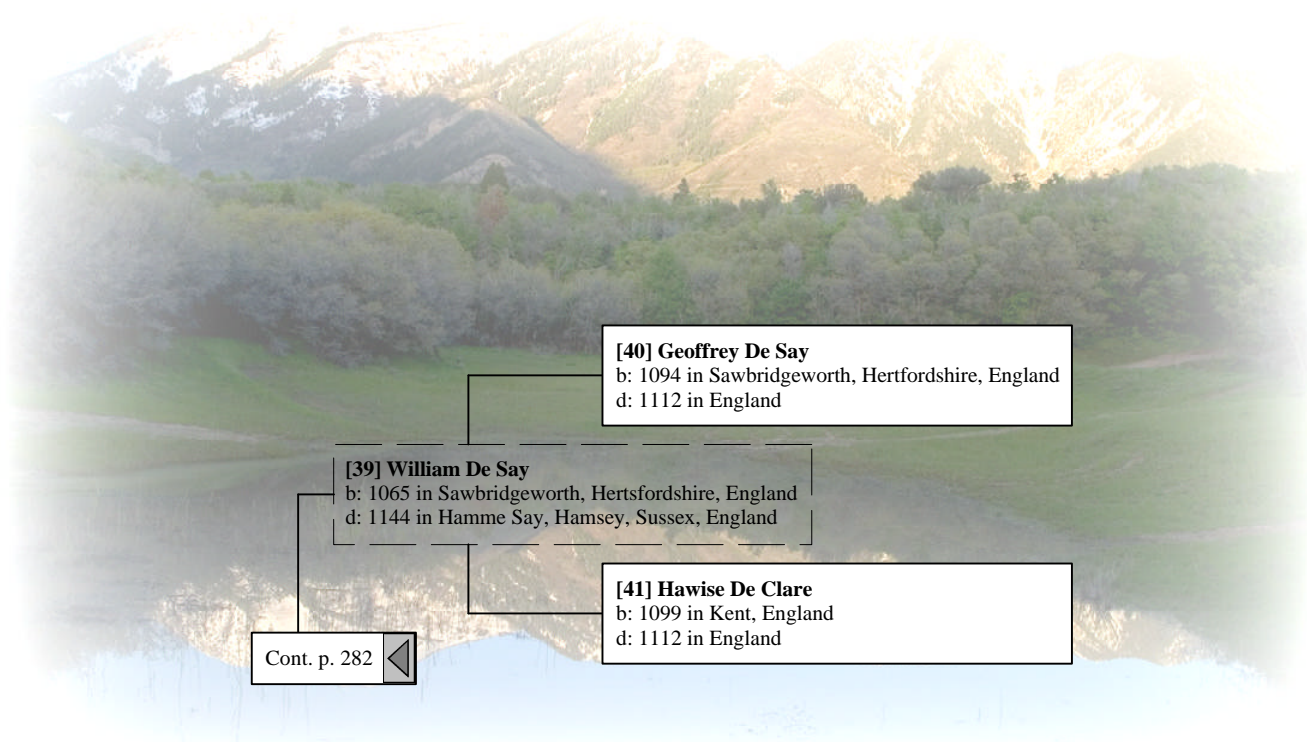 [40] Geoffrey De Say
b: 1094 in Sawbridgeworth, Hertfordshire, England
d: 1112 in England
[39] William De Say
b: 1065 in Sawbridgeworth, Hertsfordshire, England
d: 1144 in Hamme Say, Hamsey, Sussex, England
[41] Hawise De Clare
b: 1099 in Kent, England
d: 1112 in England
Cont. p. 282